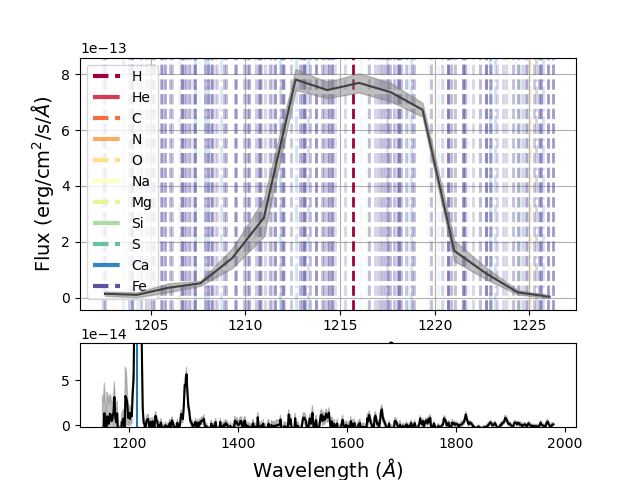 1e−13
H
He
C
N
O
Na
Mg
Si
S
Ca
Fe
8
6
4
2
0
Flux (erg/cm²/s/Å)
1205 1210 1215 1220 1225
1e−14
5
0
1200 1400 1600 1800 2000
Wavelength (Å)